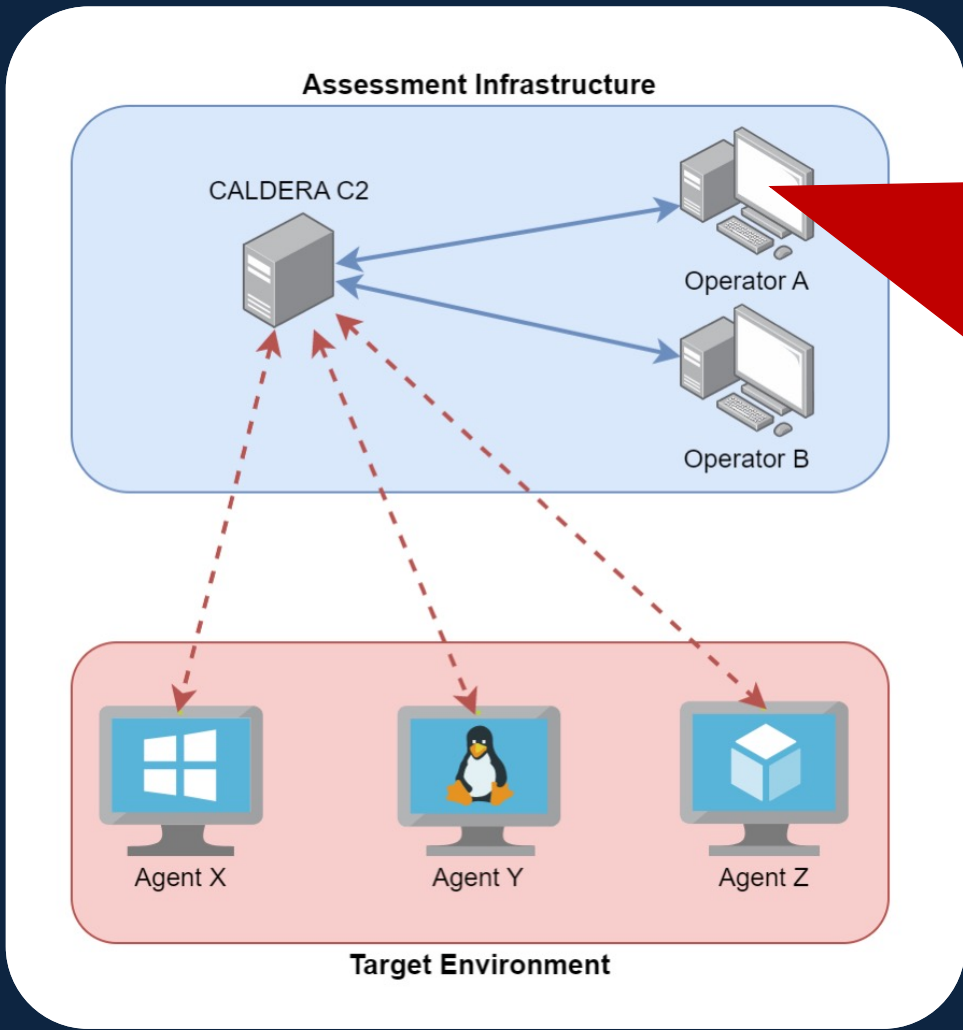 Assessment Infrastructure
CALDERA C2
Operator A
Operator B
Agent X
Agent Y
Agent Z
Target Environment